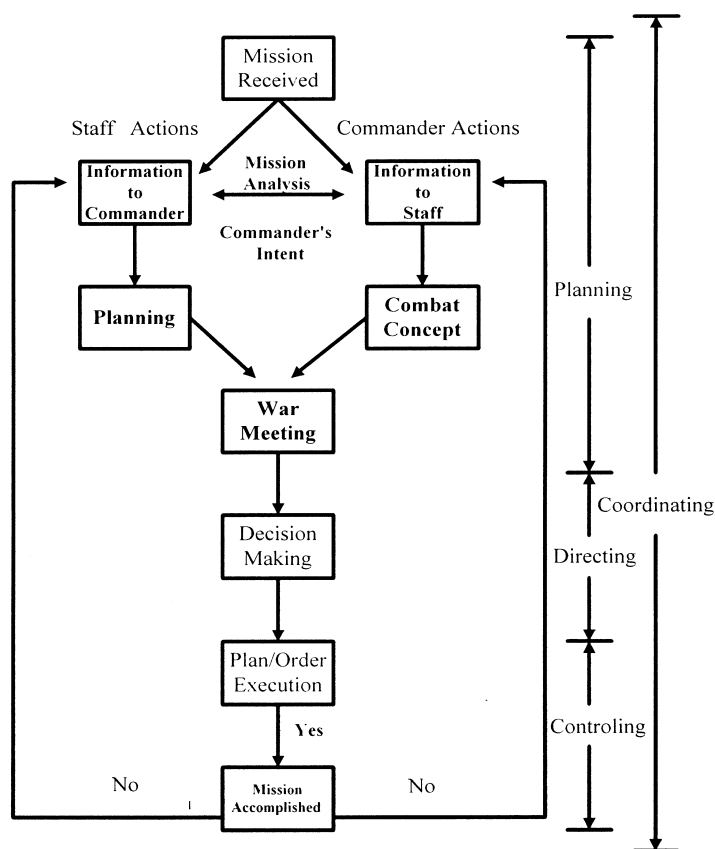 Mission
Received
Staff Actions
Commander Actions
Information
to
Commander
Mission
Analysis
Information
to
Staff
Commander's
Intent
Planning
Combat
Concept
Planning
War
Meeting
Coordinating
Decision
Making
Directing
Plan/Order
Execution
Yes
Controling
No
Mission
Accomplished
No